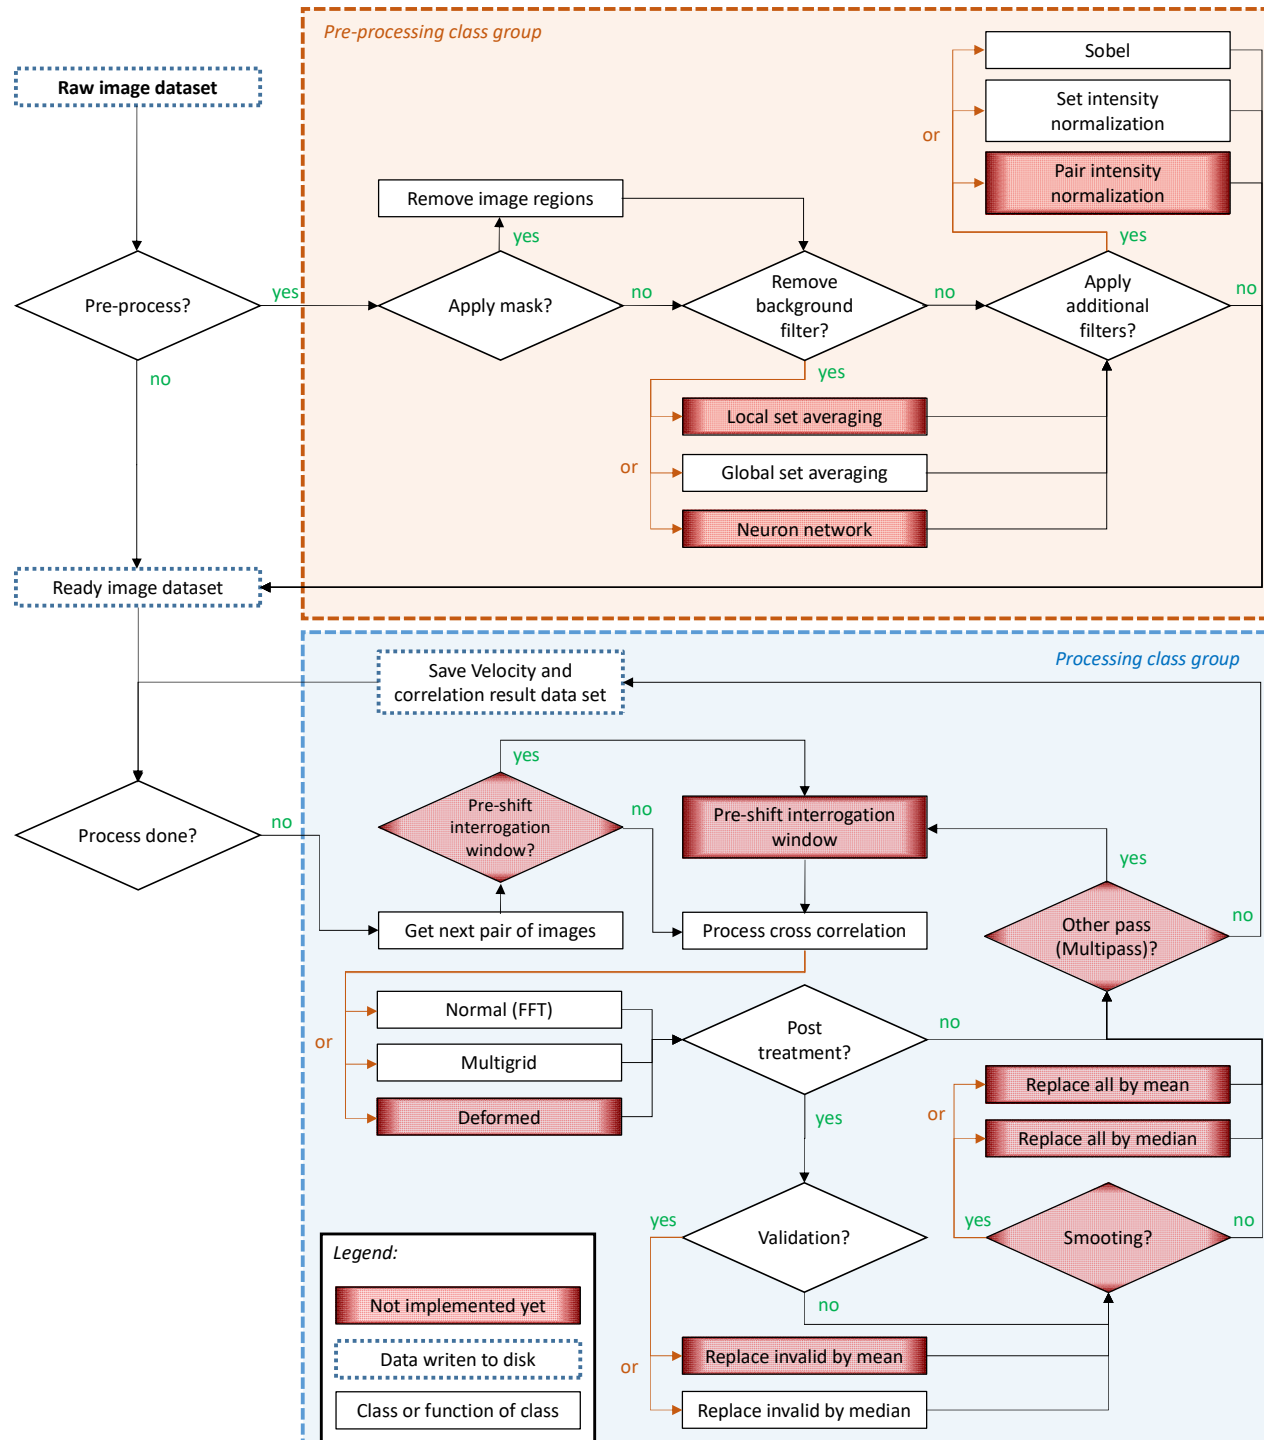 Pre-processing class group
Raw image dataset
Sobel
Set intensity
normalization
or
Pair intensity
normalization
Remove image regions
yes
yes
Pre-process?
yes
Apply mask?
no
Remove
background
filter?
no
Apply
additional
filters?
no
no
yes
Local set averaging
or
Global set averaging
Neuron network
Ready image dataset
Processing class group
Save Velocity and
correlation result data set
yes
Pre-shift
interrogation
window?
no
Pre-shift interrogation
window
Process done?
no
yes
Get next pair of images
Process cross correlation
Other pass
(Multipass)?
no
Normal (FFT)
or
Multigrid
Deformed
Post
treatment?
no
yes
Replace all by mean
or
Replace all by median
yes
Validation?
yes
Smooting?
no
no
Replace invalid by mean
or
Replace invalid by median
Legend:
Not implemented yet
Data writen to disk
Class or function of class